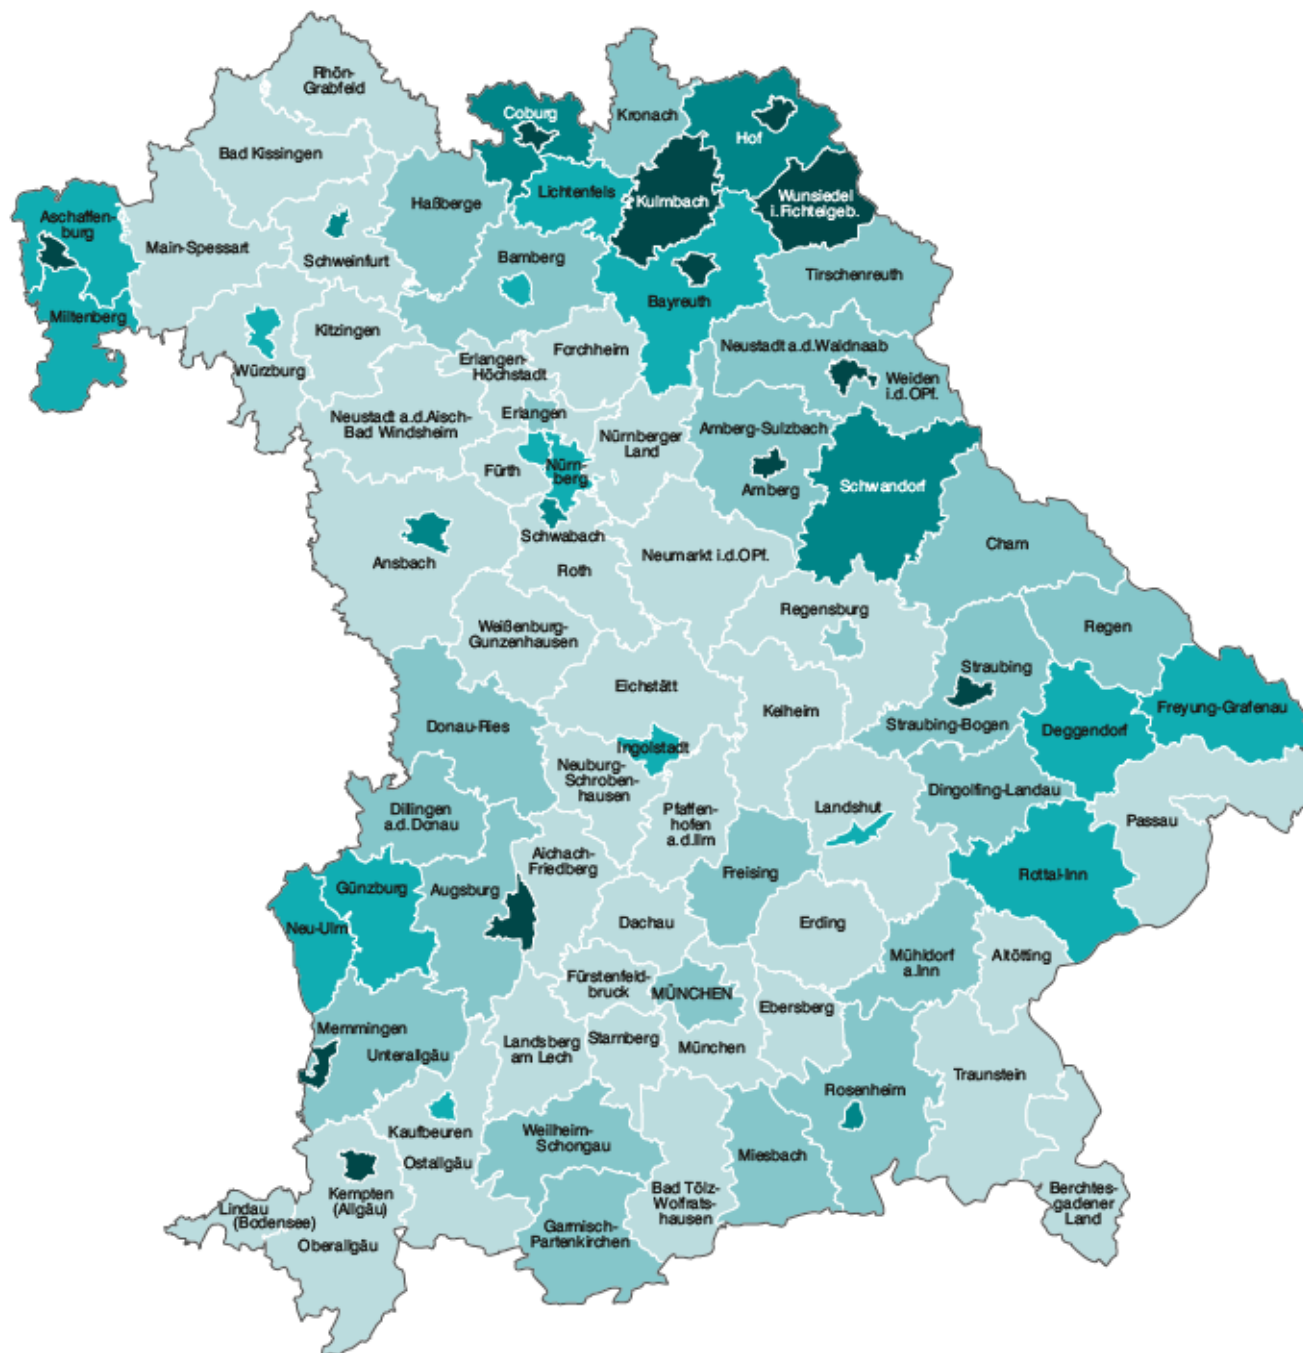 Rhön-
Grabfeld
Coburg
Kronach
Hof
Bad Kissingen
Lichtenfels
Kulmbach
Wunsiedel
i.Fichtelgeb.
Haßberge
Aschaffen-
burg
Main-Spessart
Schweinfurt
Bamberg
Tirschenreuth
Bayreuth
Miltenberg
Kitzingen
Forchheim
Neustadt a.d.Waldnaab
Erlangen-
Höchstadt
Würzburg
Weiden
i.d.OPf.
Neustadt a.d.Aisch-
Bad Windsheim
Erlangen
Amberg-Sulzbach
Nürnberger
Land
Fürth
Nürn-
berg
Amberg
Schwandorf
Schwabach
Cham
Ansbach
Neumarkt i.d.OPf.
Roth
Regensburg
Weißenburg-
Gunzenhausen
Regen
Straubing
Eichstätt
Kelheim
Freyung-Grafenau
Donau-Ries
Straubing-Bogen
Deggendorf
Ingolstadt
Neuburg-
Schroben-
hausen
Dingolfing-Landau
Dillingen
a.d.Donau
Pfaffen-
hofen
a.d.Ilm
Landshut
Passau
Aichach-
Friedberg
Freising
Rottal-Inn
Günzburg
Augsburg
Neu-Ulm
Dachau
Erding
Mühldorf
a.Inn
Altötting
Fürstenfeld-
bruck
MÜNCHEN
Ebersberg
Memmingen
Unterallgäu
Landsberg
am Lech
Starnberg
München
Traunstein
Rosenheim
Kaufbeuren
Weilheim-
Schongau
Miesbach
Ostallgäu
Kempten
(Allgäu)
Bad Tölz-
Wolfrats-
hausen
Berchtes-
gadener
Land
Lindau
(Bodensee)
Garmisch-
Partenkirchen
Oberallgäu